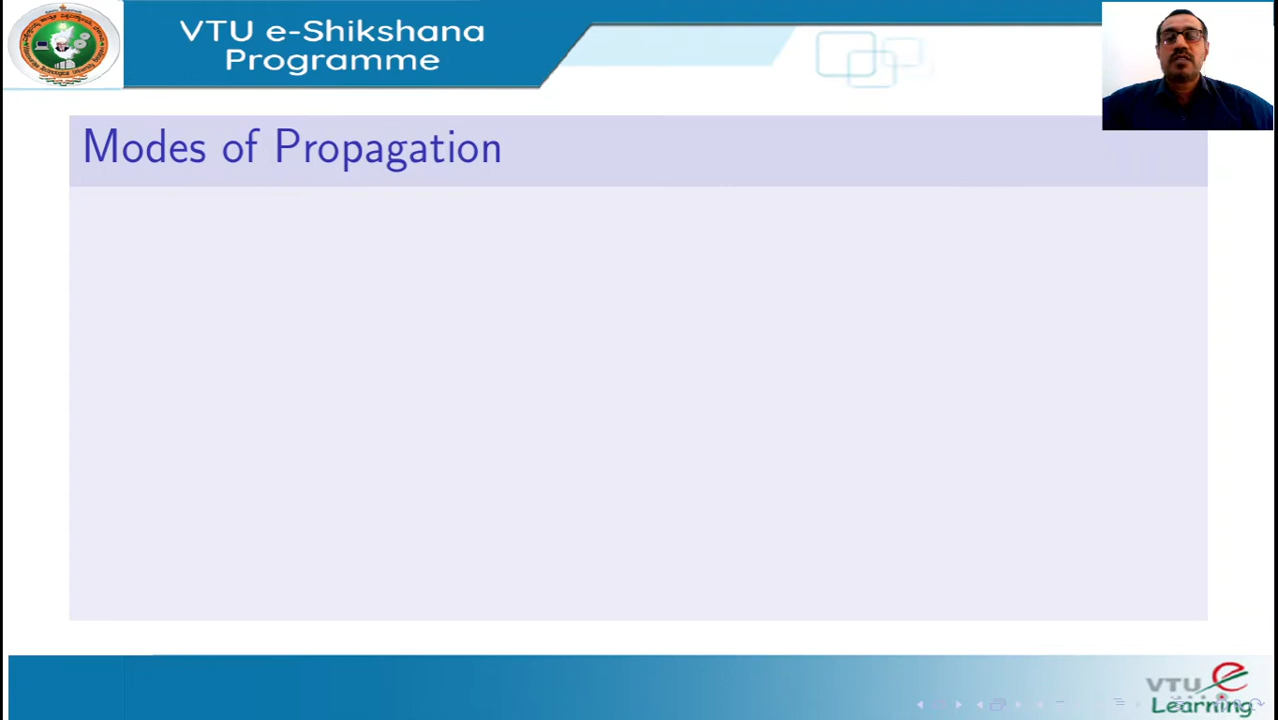 VTU e-Shikshana
Programme
Modes of Propagation
VTU
Learning